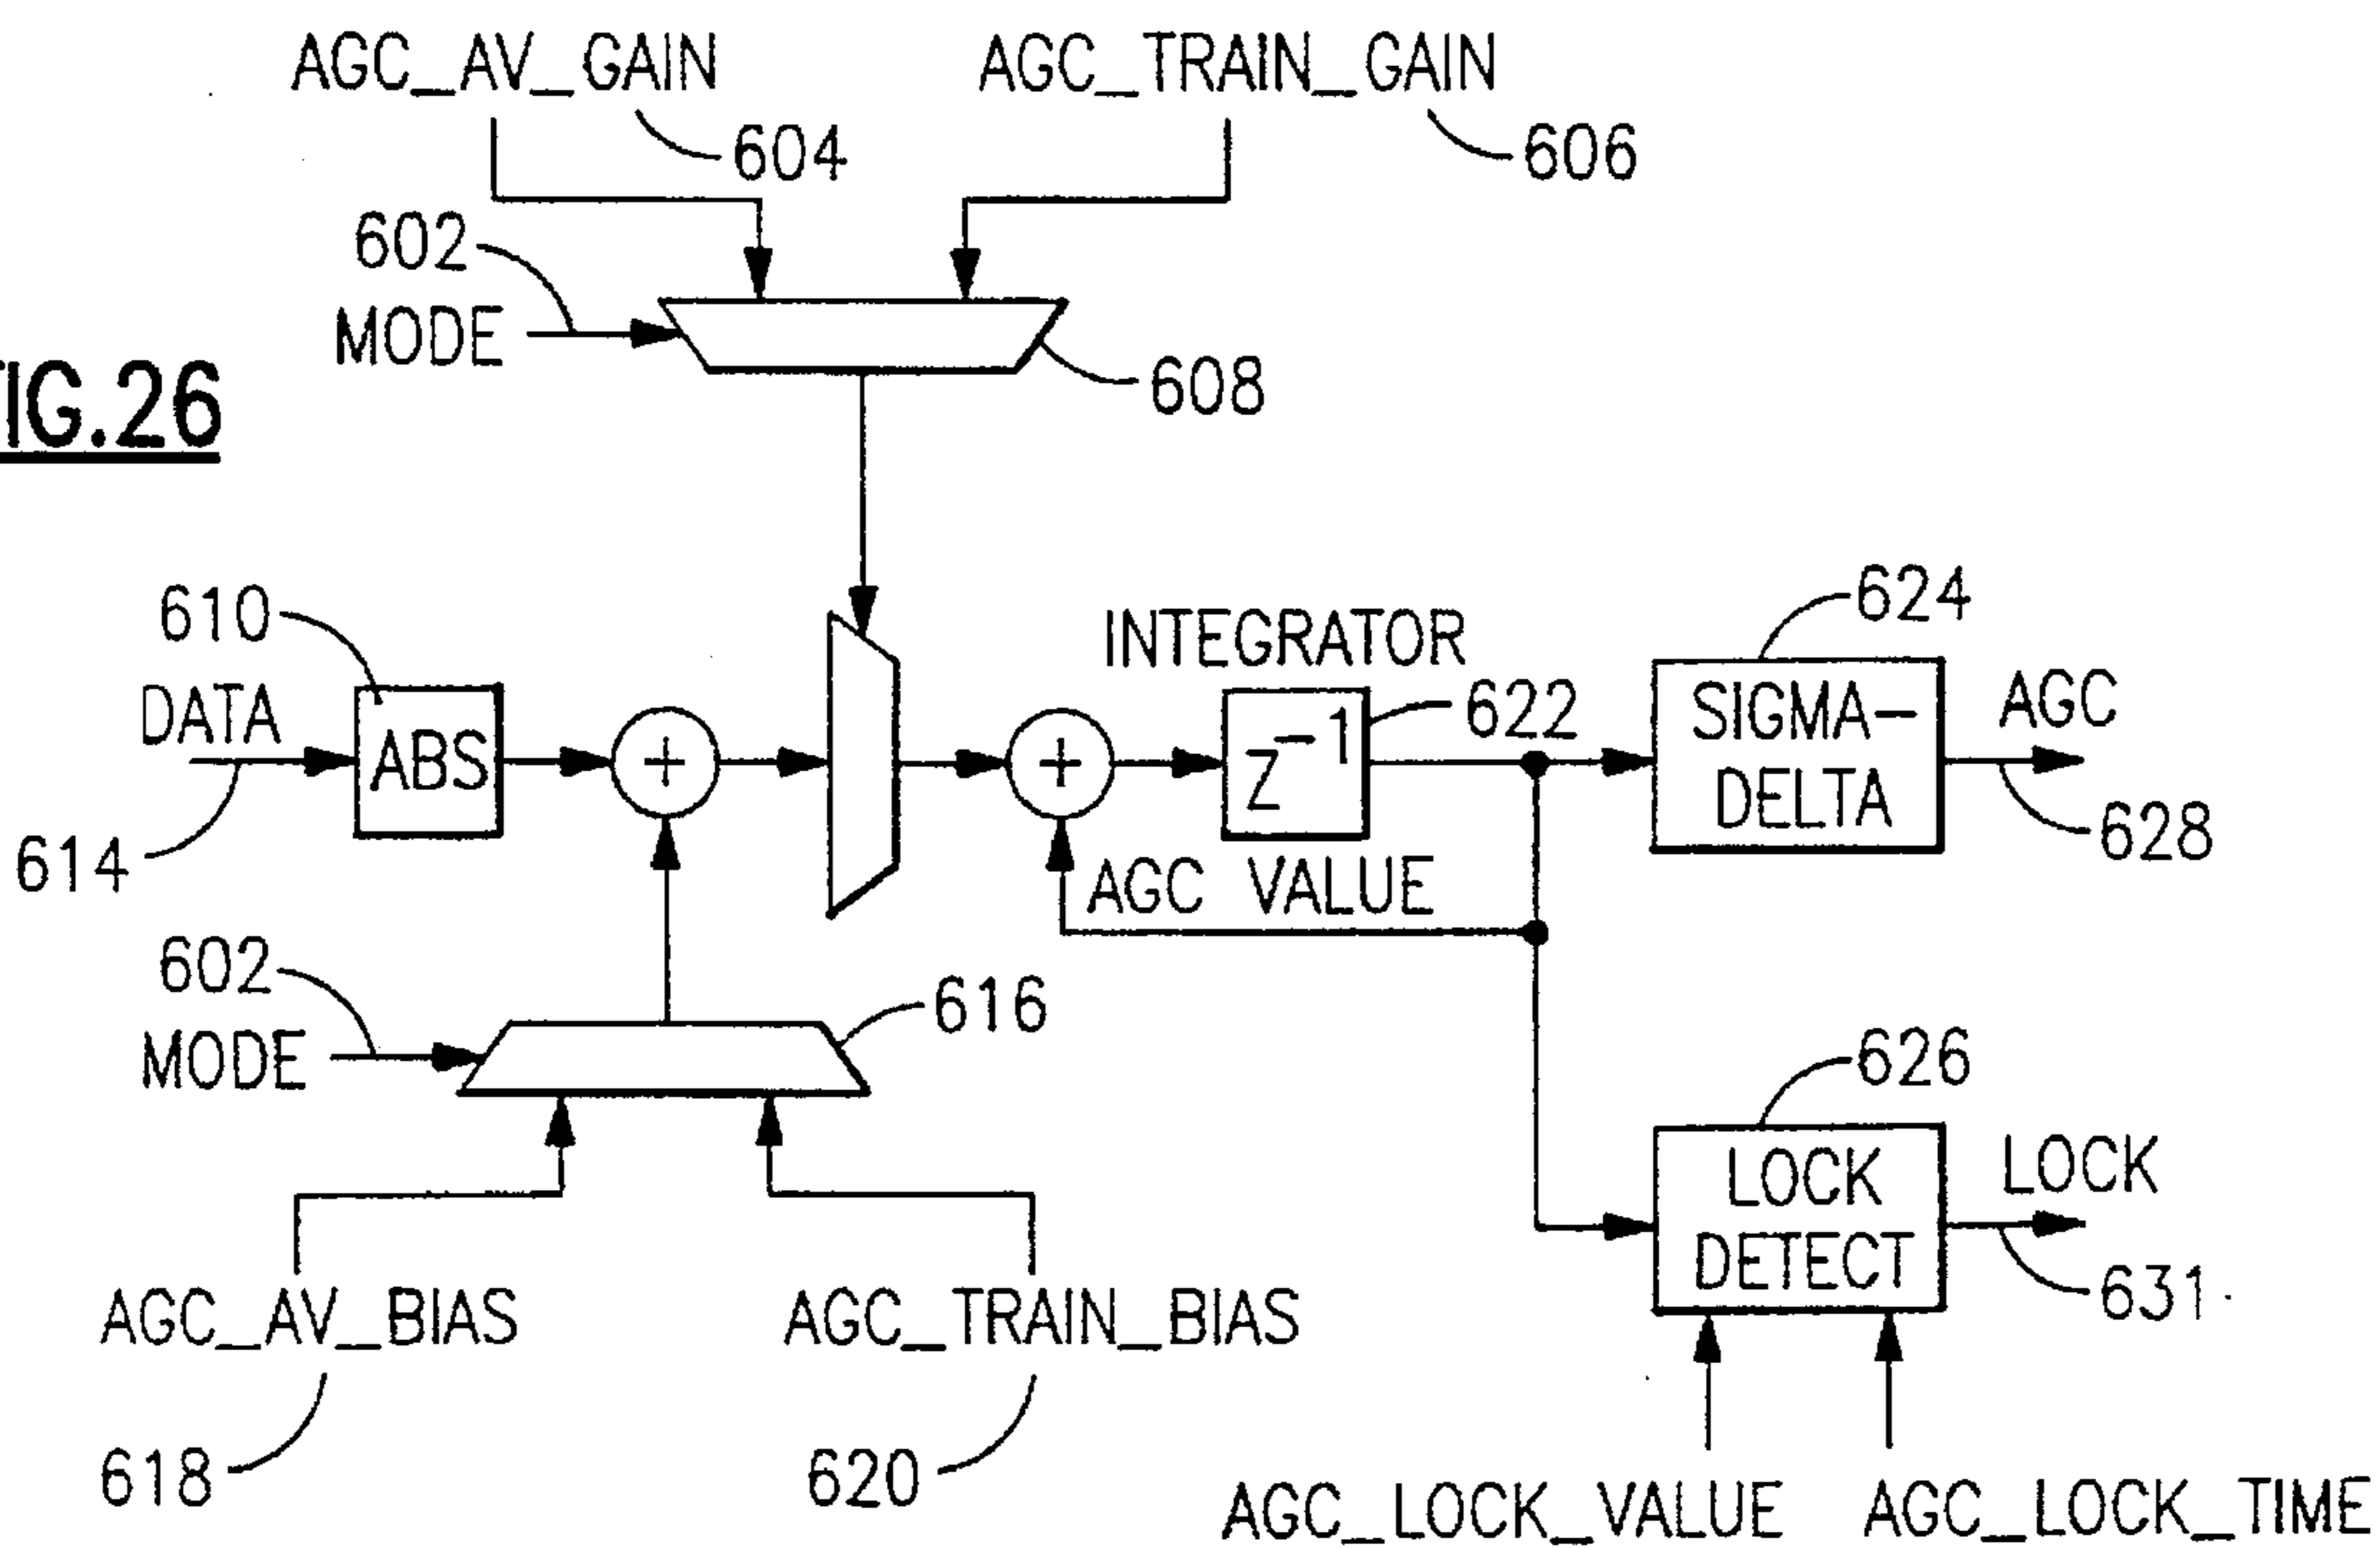 AGC_AV_GAIN
604
AGC_TRAIN_GAIN
606
602
MODE
608
FIG.26
610
DATA
614
ABS
+
+
INTEGRATOR
Z-1
622
AGC VALUE
624
SIGMA-
DELTA
AGC
628
602
MODE
616
AGC_AV_BIAS
618
AGC_TRAIN_BIAS
620
626
LOCK
DETECT
LOCK
631
AGC_LOCK_VALUE
AGC_LOCK_TIME